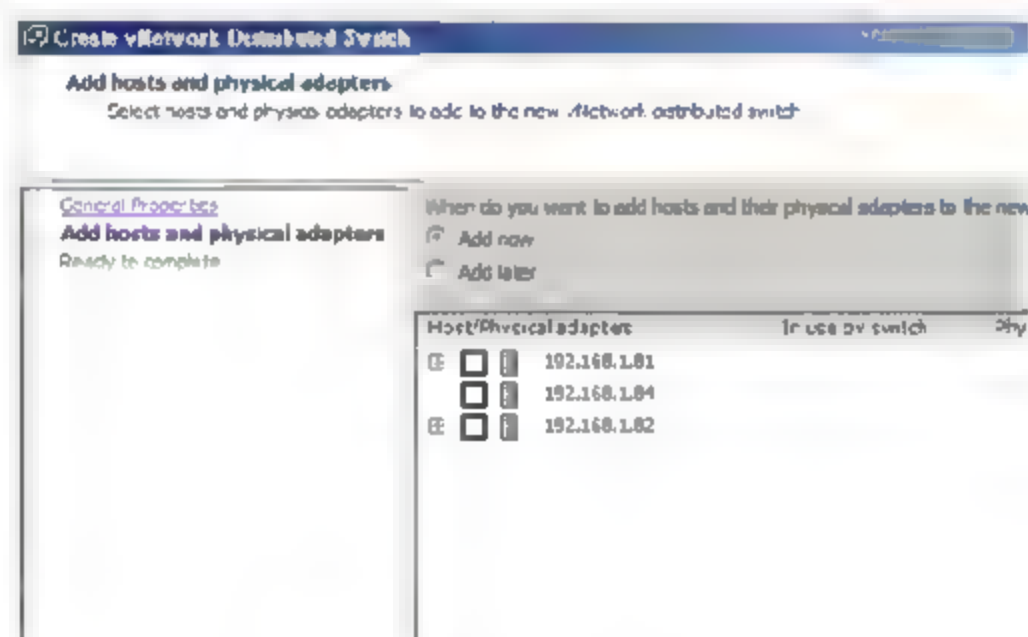 Create vNetwork Distributed Switch
Add hosts and physical adapters
Select hosts and physical adapters to add to the new vNetwork distributed switch
General Properties
Add hosts and physical adapters
Ready to complete
When do you want to add hosts and their physical adapters to the new
Add now
Add later
Host/Physical adapters In use by switch Phy
192.168.1.81
192.168.1.84
192.168.1.82